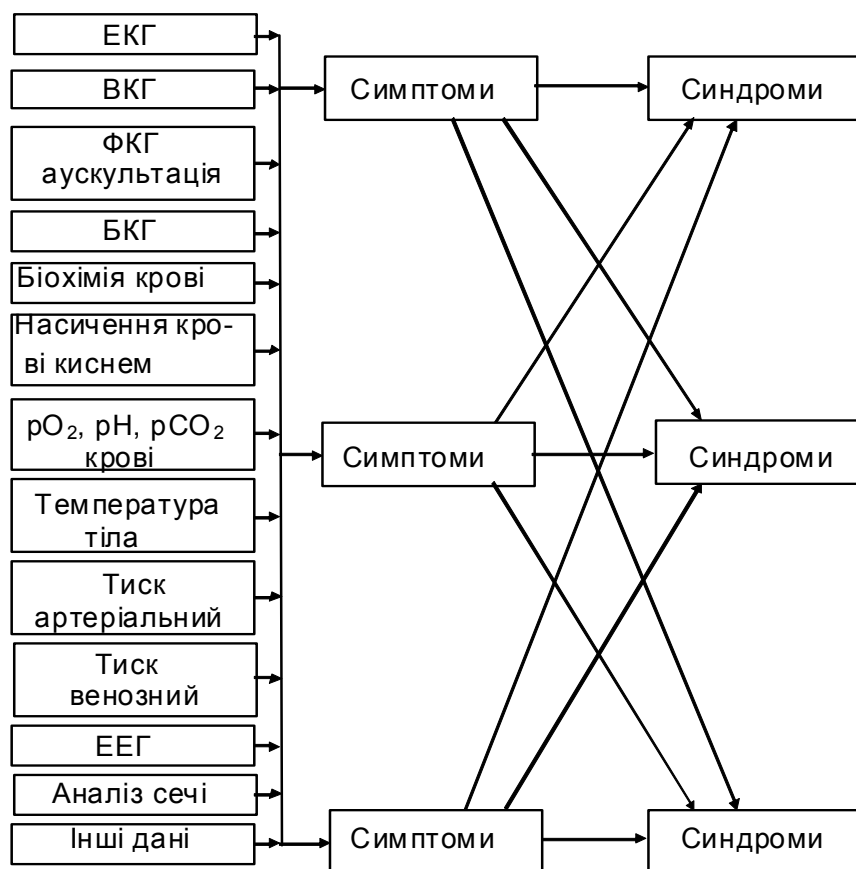 ЕКГ
ВКГ
ФКГ
аускультація
БКГ
Біохімія крові
Насичення кро-
ві киснем
pO₂, pH, pCO₂
крові
Температура
тіла
Тиск
артеріальний
Тиск
венозний
ЕЕГ
Аналіз сечі
Інші дані
Симптоми
Синдроми
Симптоми
Синдроми
Симптоми
Синдроми